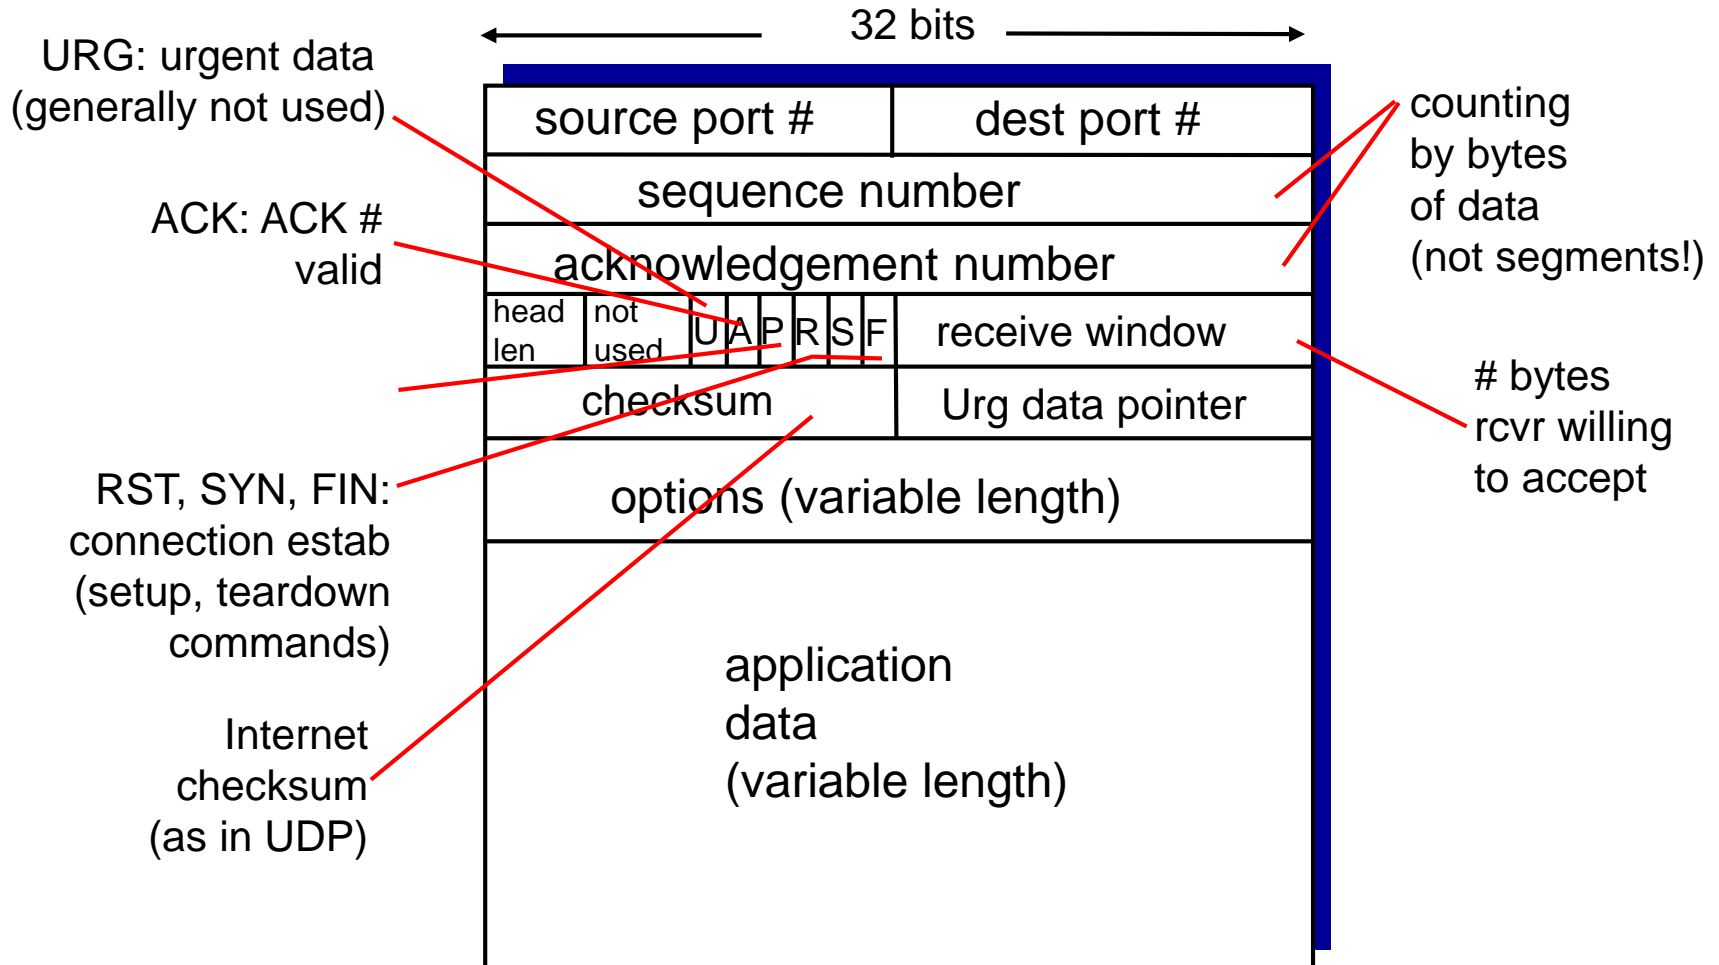 32 bits
URG: urgent data
(generally not used)
ACK: ACK #
valid
RST, SYN, FIN:
connection estab
(setup, teardown
commands)
Internet
checksum
(as in UDP)
source port #
dest port #
sequence number
acknowledgement number
head
len
not
used
U
A
P
R
S
F
receive window
checksum
Urg data pointer
options (variable length)
application
data
(variable length)
counting
by bytes
of data
(not segments!)
# bytes
rcvr willing
to accept